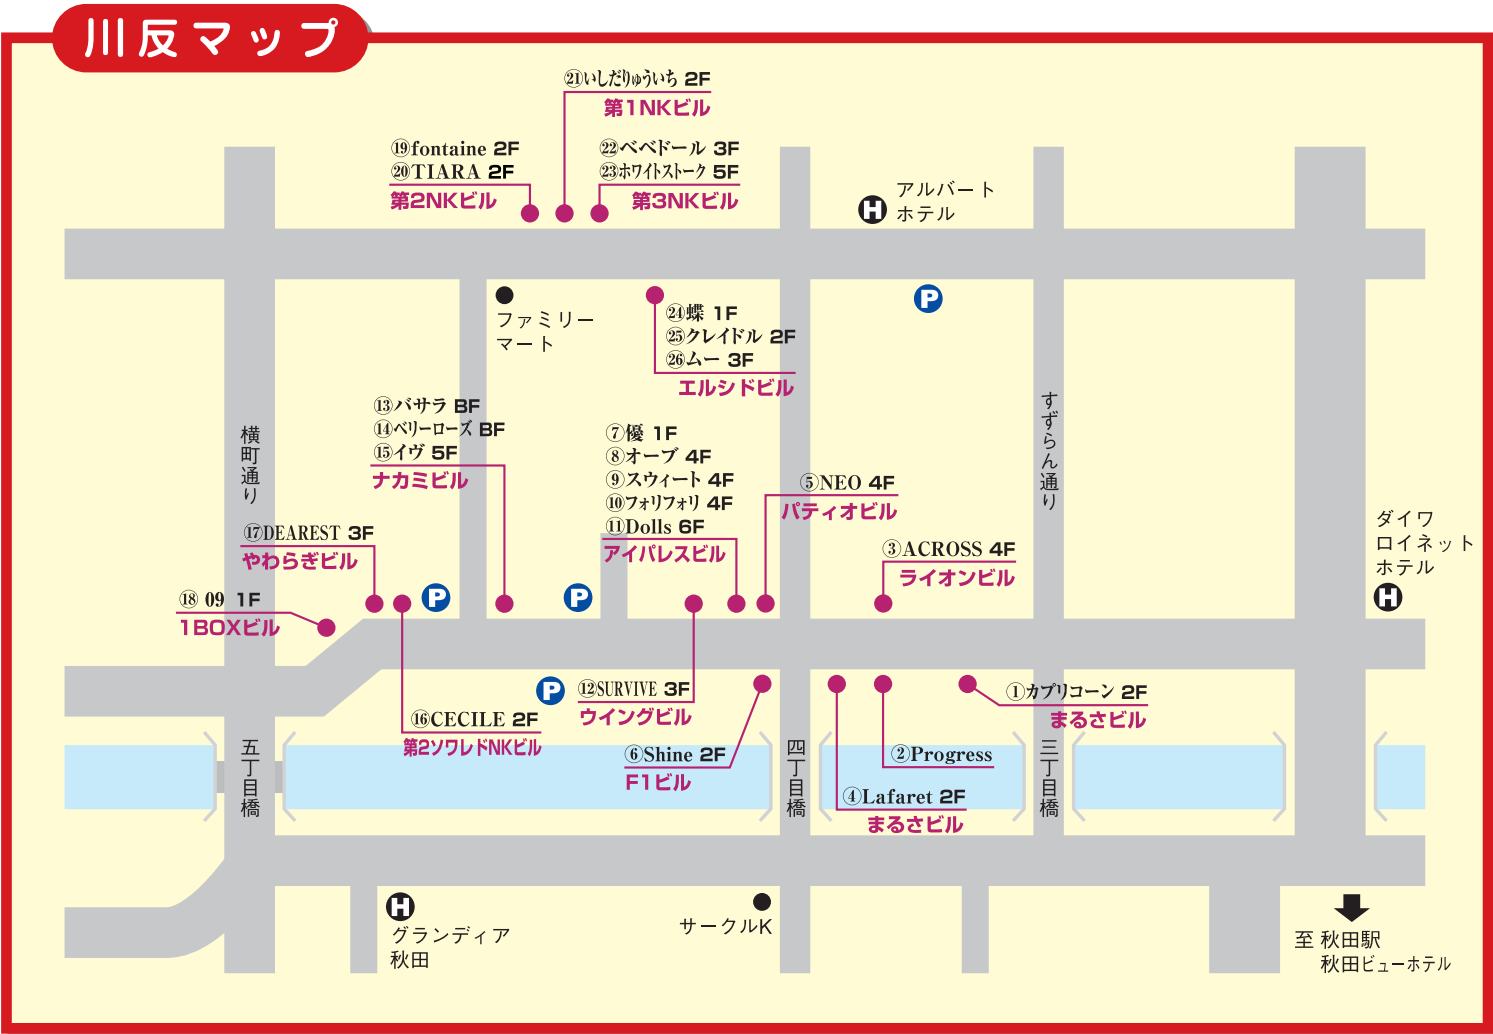 川反マップ
㉑いしだりゅういち 2F
第1NKビル
⑲fontaine 2F
⑳TIARA 2F
第2NKビル
㉒ベベドール 3F
㉓ホワイトストーク 5F
第3NKビル
H
アルバート
ホテル
P
ファミリー
マート
㉔蝶 1F
㉕クレイドル 2F
㉖ムー 3F
エルシドビル
横町通り
すずらん通り
⑬バサラ BF
⑭ベリーローズ BF
⑮イヴ 5F
ナカミビル
⑦優 1F
⑧オーブ 4F
⑨スウィート 4F
⑩フォリフォリ 4F
⑪Dolls 6F
アイパレスビル
⑤NEO 4F
パティオビル
③ACROSS 4F
ライオンビル
ダイワ
ロイネット
ホテル
H
⑰DEAREST 3F
やわらぎビル
⑱ 09 1F
1BOXビル
P
P
P
⑫SURVIVE 3F
ウイングビル
⑯CECILE 2F
第2ソワレドNKビル
①カプリコーン 2F
まるさビル
⑥Shine 2F
F1ビル
②Progress
④Lafaret 2F
まるさビル
五丁目橋
四丁目橋
三丁目橋
H
グランディア
秋田
サークルK
至 秋田駅
秋田ビューホテル